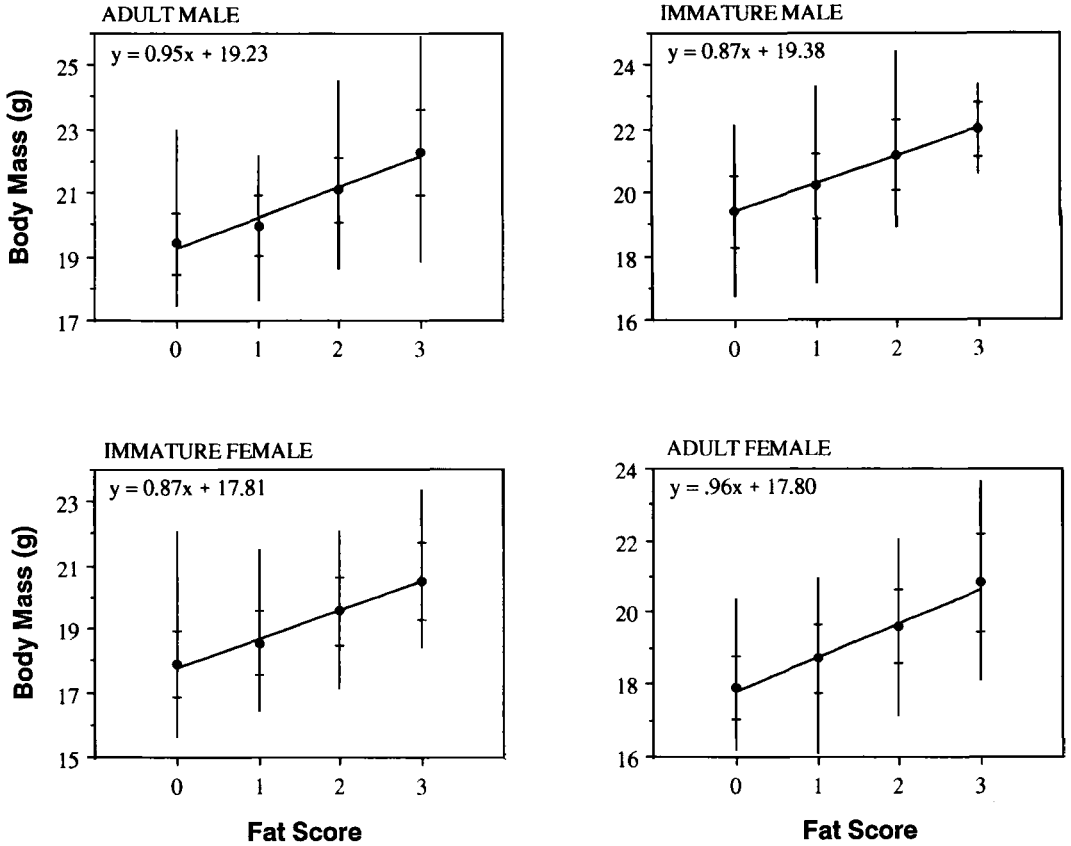 ADULT MALE
y = 0.95x + 19.23
Body Mass (g)
25
23
21
19
17
0 1 2 3
IMMATURE MALE
y = 0.87x + 19.38
24
22
20
18
16
0 1 2 3
IMMATURE FEMALE
y = 0.87x + 17.81
Body Mass (g)
23
21
19
17
15
0 1 2 3
Fat Score
ADULT FEMALE
y = .96x + 17.80
24
22
20
18
16
0 1 2 3
Fat Score